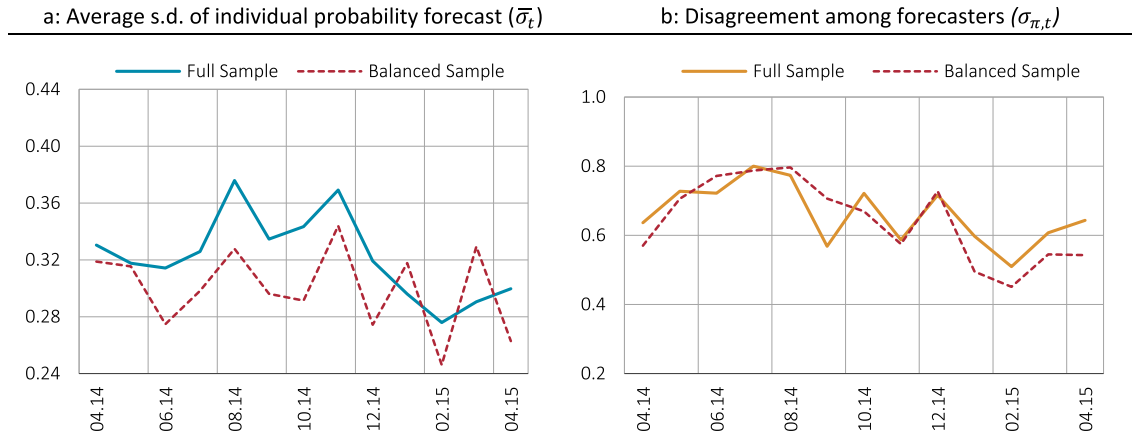 a: Average s.d. of individual probability forecast (σ̅ₜ)
Full Sample Balanced Sample
0.44
0.40
0.36
0.32
0.28
0.24
04.14 06.14 08.14 10.14 12.14 02.15 04.15
b: Disagreement among forecasters (σπ,t)
Full Sample Balanced Sample
1.0
0.8
0.6
0.4
0.2
04.14 06.14 08.14 10.14 12.14 02.15 04.15